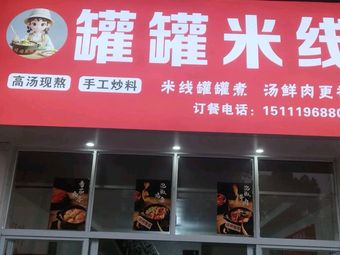 罐罐米线
高汤现熬 手工炒料
米线罐罐煮 汤鲜肉更
订餐电话：1511196880